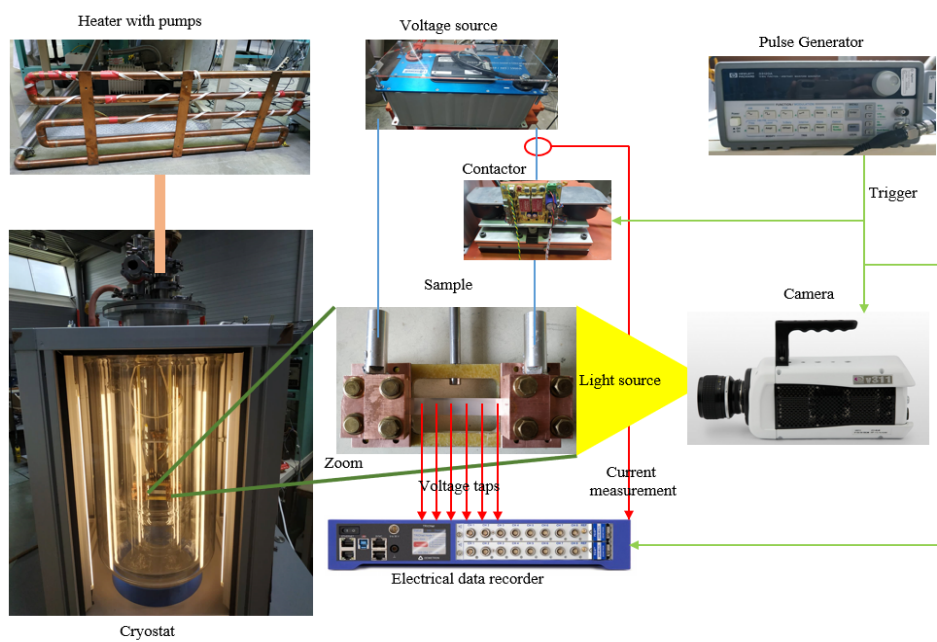 Heater with pumps
Voltage source
Pulse Generator
Contactor
Trigger
Sample
Camera
Light source
Zoom
Voltage taps
Current
measurement
Electrical data recorder
Cryostat